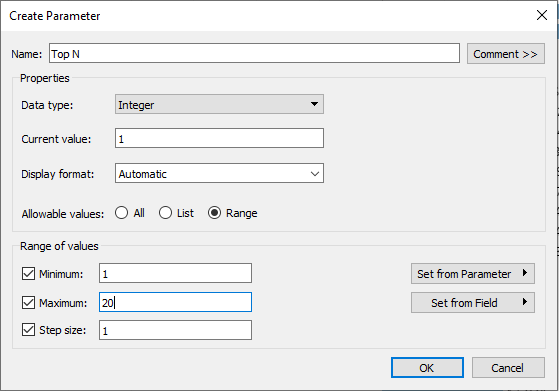 Create Parameter
Name: Top N Comment >>
Properties
Data type: Integer
Current value: 1
Display format: Automatic
Allowable values: All List Range
Range of values
Minimum: 1 Set from Parameter
Maximum: 20 Set from Field
Step size: 1
OK Cancel